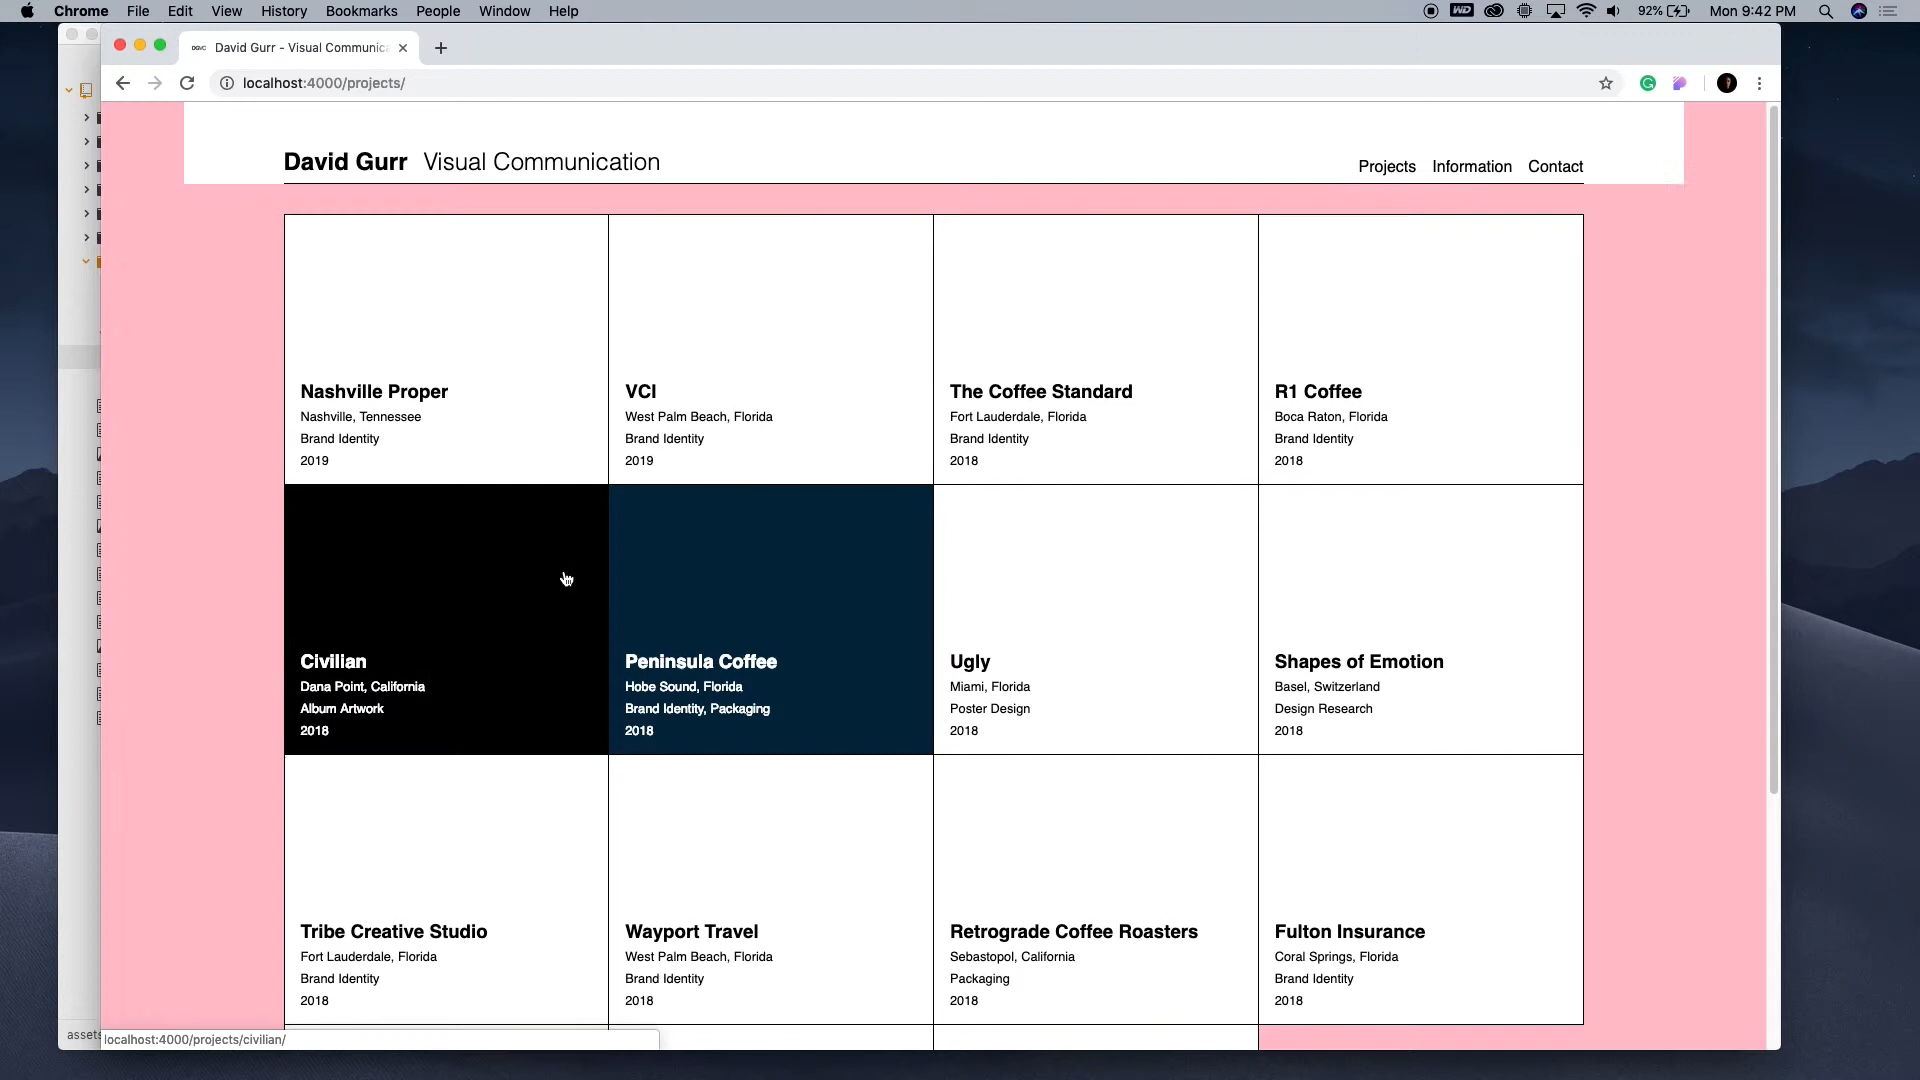 Chrome File Edit View History Bookmarks People Window Help
WD 92% Mon 9:42 PM
David Gurr - Visual Communica
localhost:4000/projects/
David Gurr Visual Communication
Projects Information Contact
Nashville Proper
Nashville, Tennessee
Brand Identity
2019
VCI
West Palm Beach, Florida
Brand Identity
2019
The Coffee Standard
Fort Lauderdale, Florida
Brand Identity
2018
R1 Coffee
Boca Raton, Florida
Brand Identity
2018
Civilian
Dana Point, California
Album Artwork
2018
Peninsula Coffee
Hobe Sound, Florida
Brand Identity, Packaging
2018
Ugly
Miami, Florida
Poster Design
2018
Shapes of Emotion
Basel, Switzerland
Design Research
2018
Tribe Creative Studio
Fort Lauderdale, Florida
Brand Identity
2018
Wayport Travel
West Palm Beach, Florida
Brand Identity
2018
Retrograde Coffee Roasters
Sebastopol, California
Packaging
2018
Fulton Insurance
Coral Springs, Florida
Brand Identity
2018
assets
localhost:4000/projects/civilian/